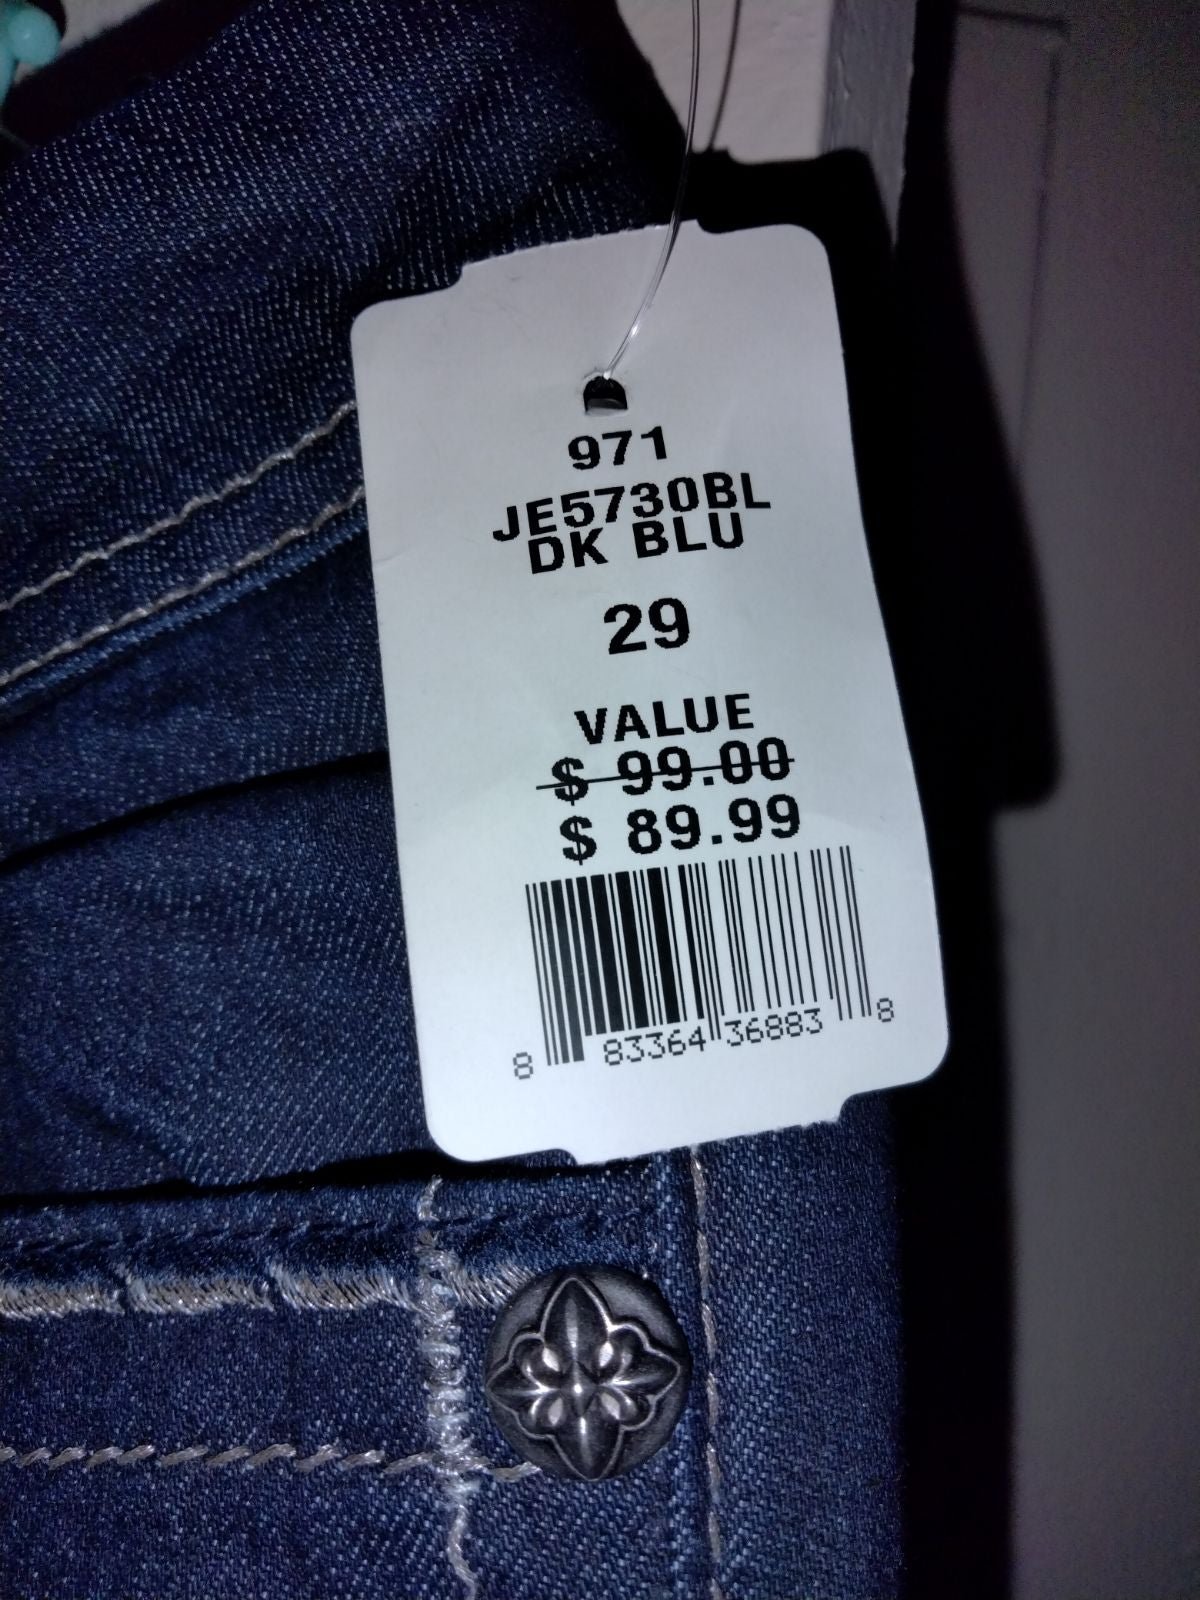 971
JE5730BL
DK BLU
29
VALUE
$ 99.00
$ 89.99
8 83364 36883 8